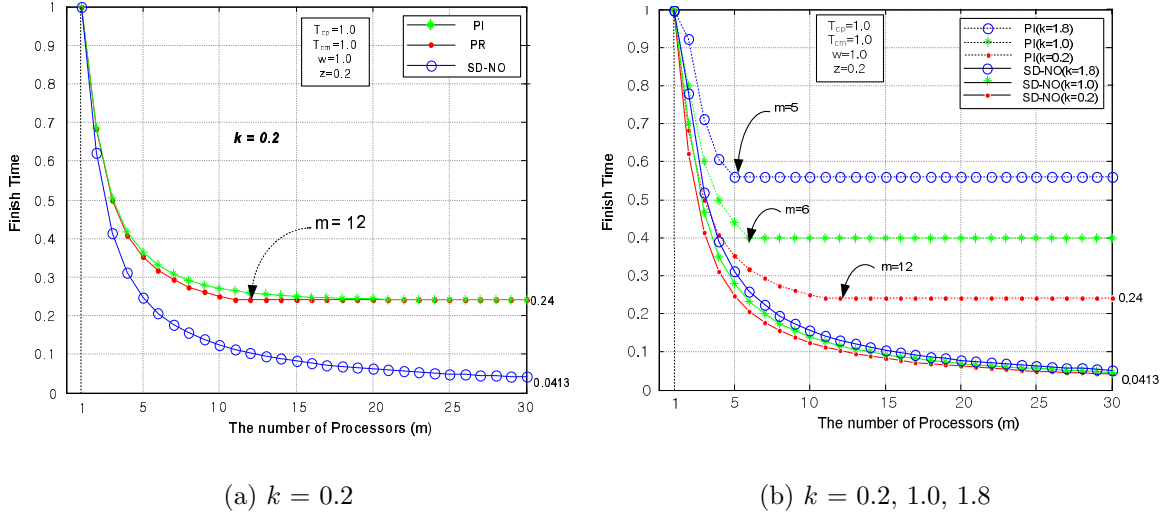 1
0.9
0.8
0.7
0.6
0.5
0.4
0.3
0.2
0.1
0
Finish Time
T cp=1.0
T cm=1.0
w=1.0
z=0.2
PI
PR
SD-NO
k = 0.2
m = 12
0.24
0.0413
1 5 10 15 20 25 30
The number of Processors (m)
(a) k = 0.2
1
0.9
0.8
0.7
0.6
0.5
0.4
0.3
0.2
0.1
0
Finish Time
T cp=1.0
T cm=1.0
w=1.0
z=0.2
PI(k=1.8)
PI(k=1.0)
PI(k=0.2)
SD-NO(k=1.8)
SD-NO(k=1.0)
SD-NO(k=0.2)
m=5
m=6
m=12
0.24
0.0413
1 5 10 15 20 25 30
The number of Processors (m)
(b) k = 0.2, 1.0, 1.8